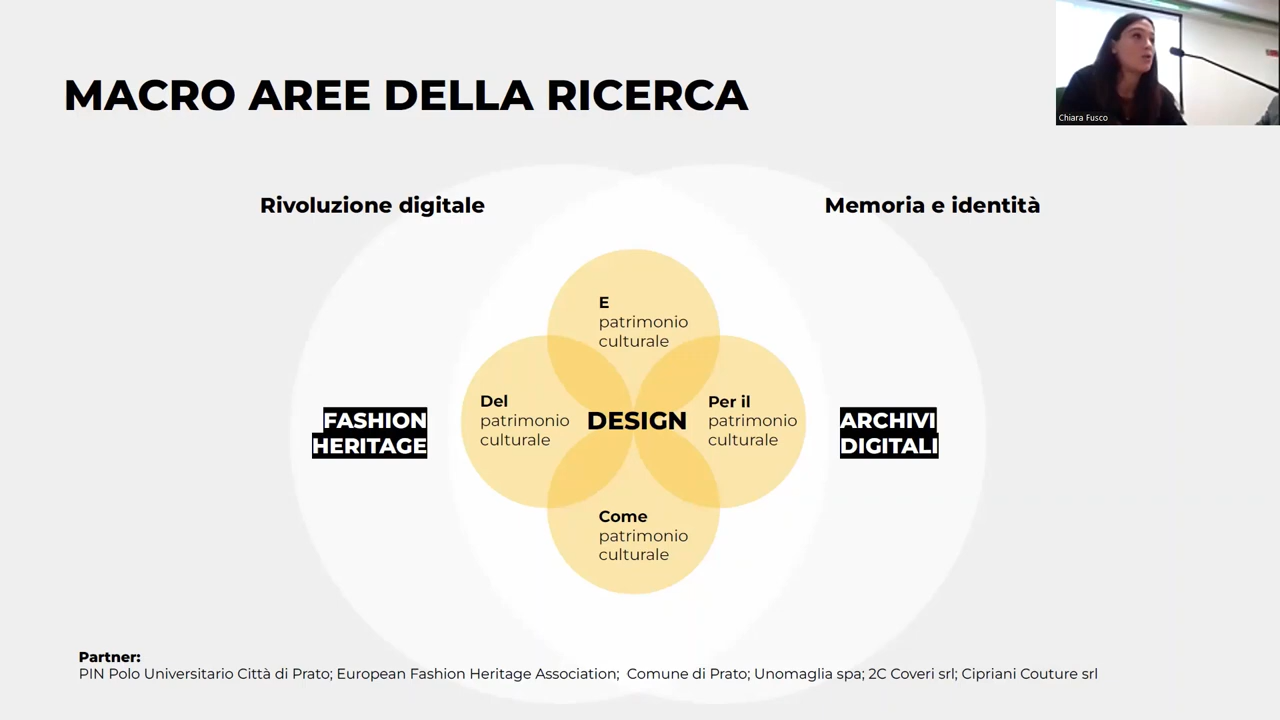 MACRO AREE DELLA RICERCA
Chiara Fusco
Rivoluzione digitale
Memoria e identità
E
patrimonio
culturale
Del
patrimonio
culturale
DESIGN
Per il
patrimonio
culturale
FASHION
HERITAGE
ARCHIVI
DIGITALI
Come
patrimonio
culturale
Partner:
PIN Polo Universitario Città di Prato; European Fashion Heritage Association; Comune di Prato; Unomaglia spa; 2C Coveri srl; Cipriani Couture srl